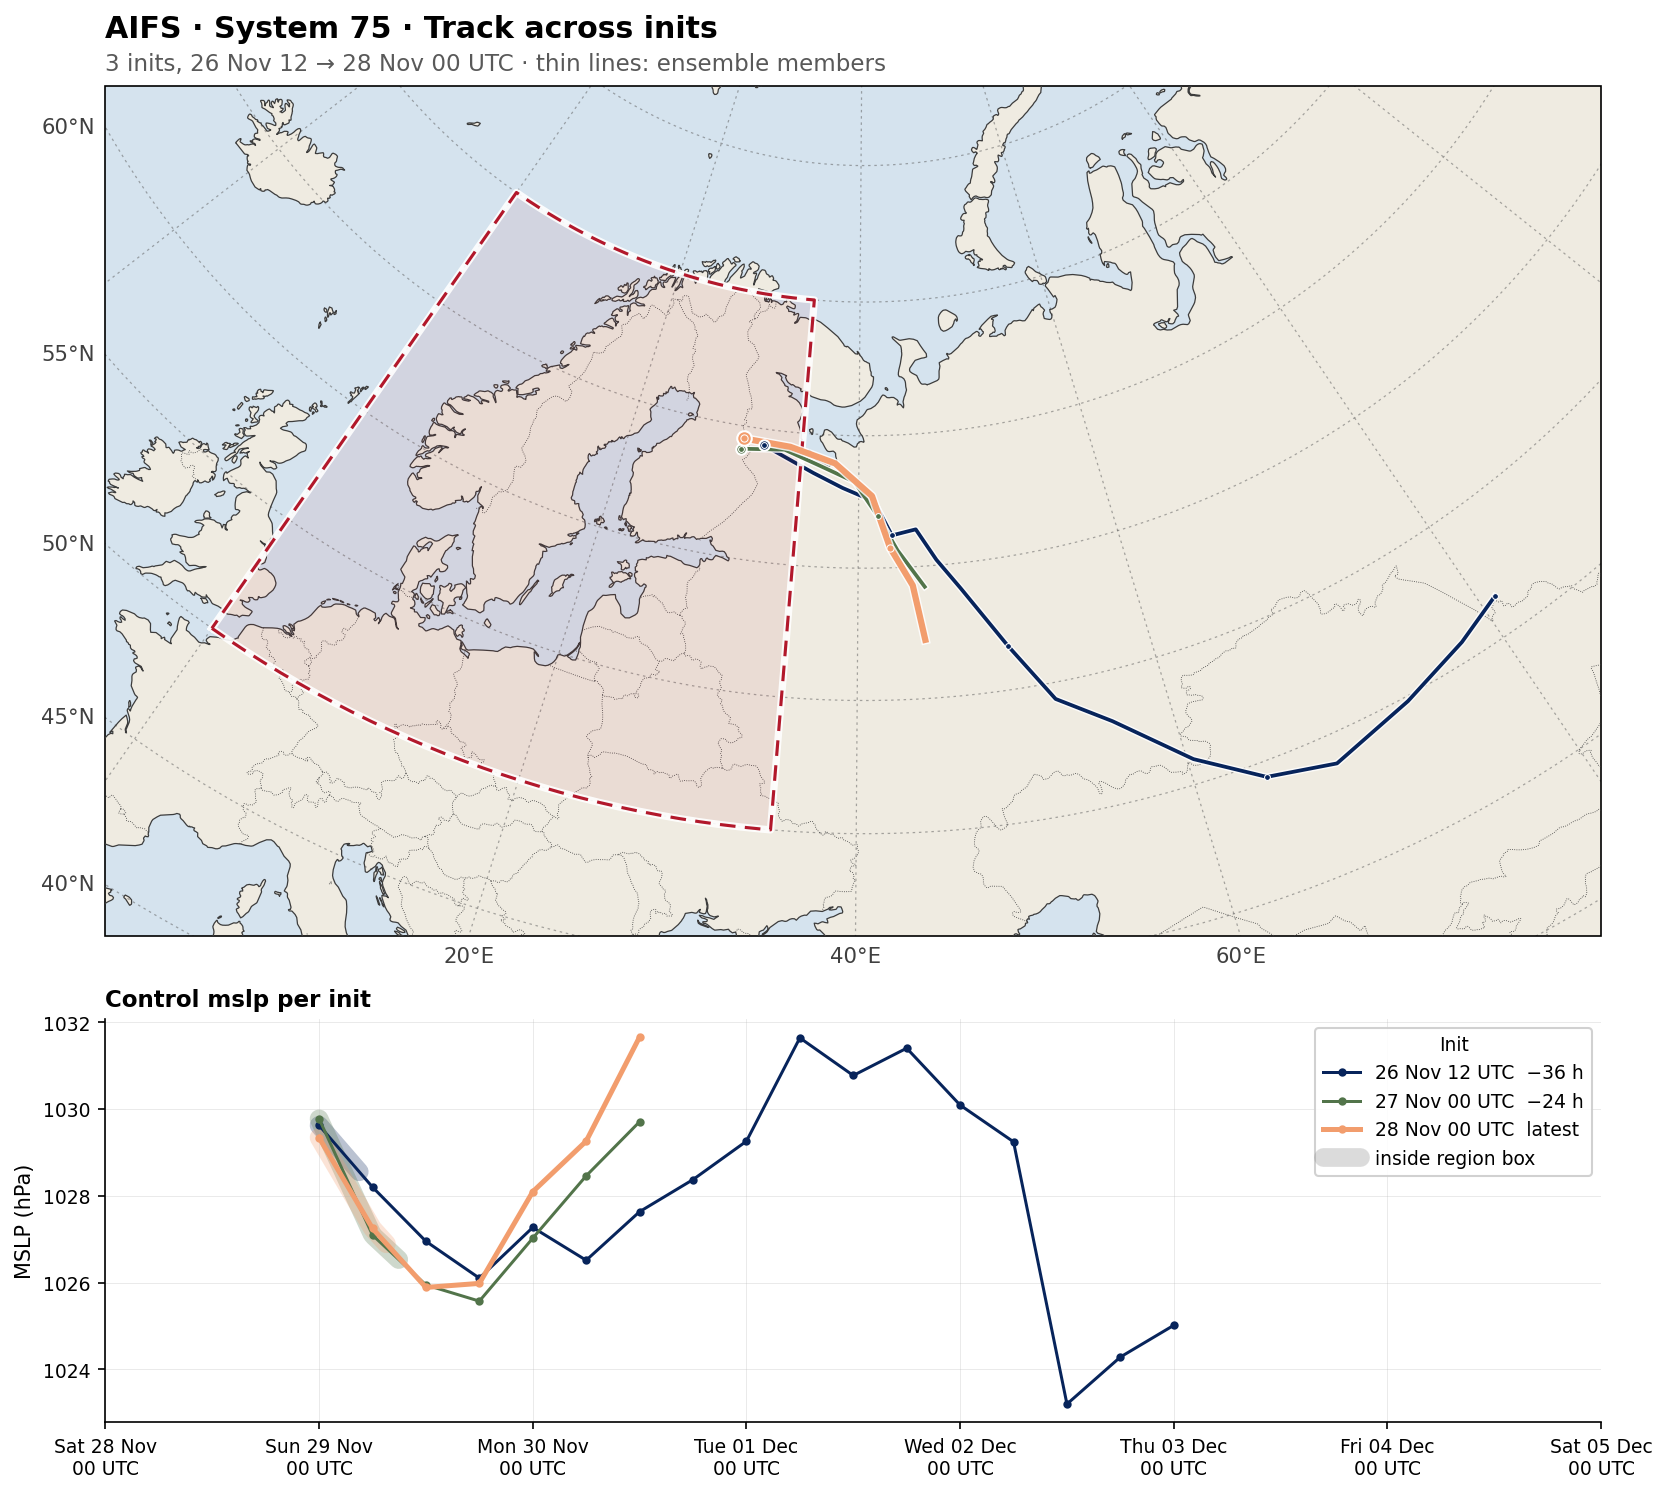 AIFS · System 75 · Track across inits
3 inits, 26 Nov 12 → 28 Nov 00 UTC · thin lines: ensemble members
60°N
55°N
50°N
45°N
40°N
20°E
40°E
60°E
Control mslp per init
MSLP (hPa)
1032
1030
1028
1026
1024
Init
26 Nov 12 UTC −36 h
27 Nov 00 UTC −24 h
28 Nov 00 UTC latest
inside region box
Sat 28 Nov
00 UTC
Sun 29 Nov
00 UTC
Mon 30 Nov
00 UTC
Tue 01 Dec
00 UTC
Wed 02 Dec
00 UTC
Thu 03 Dec
00 UTC
Fri 04 Dec
00 UTC
Sat 05 Dec
00 UTC